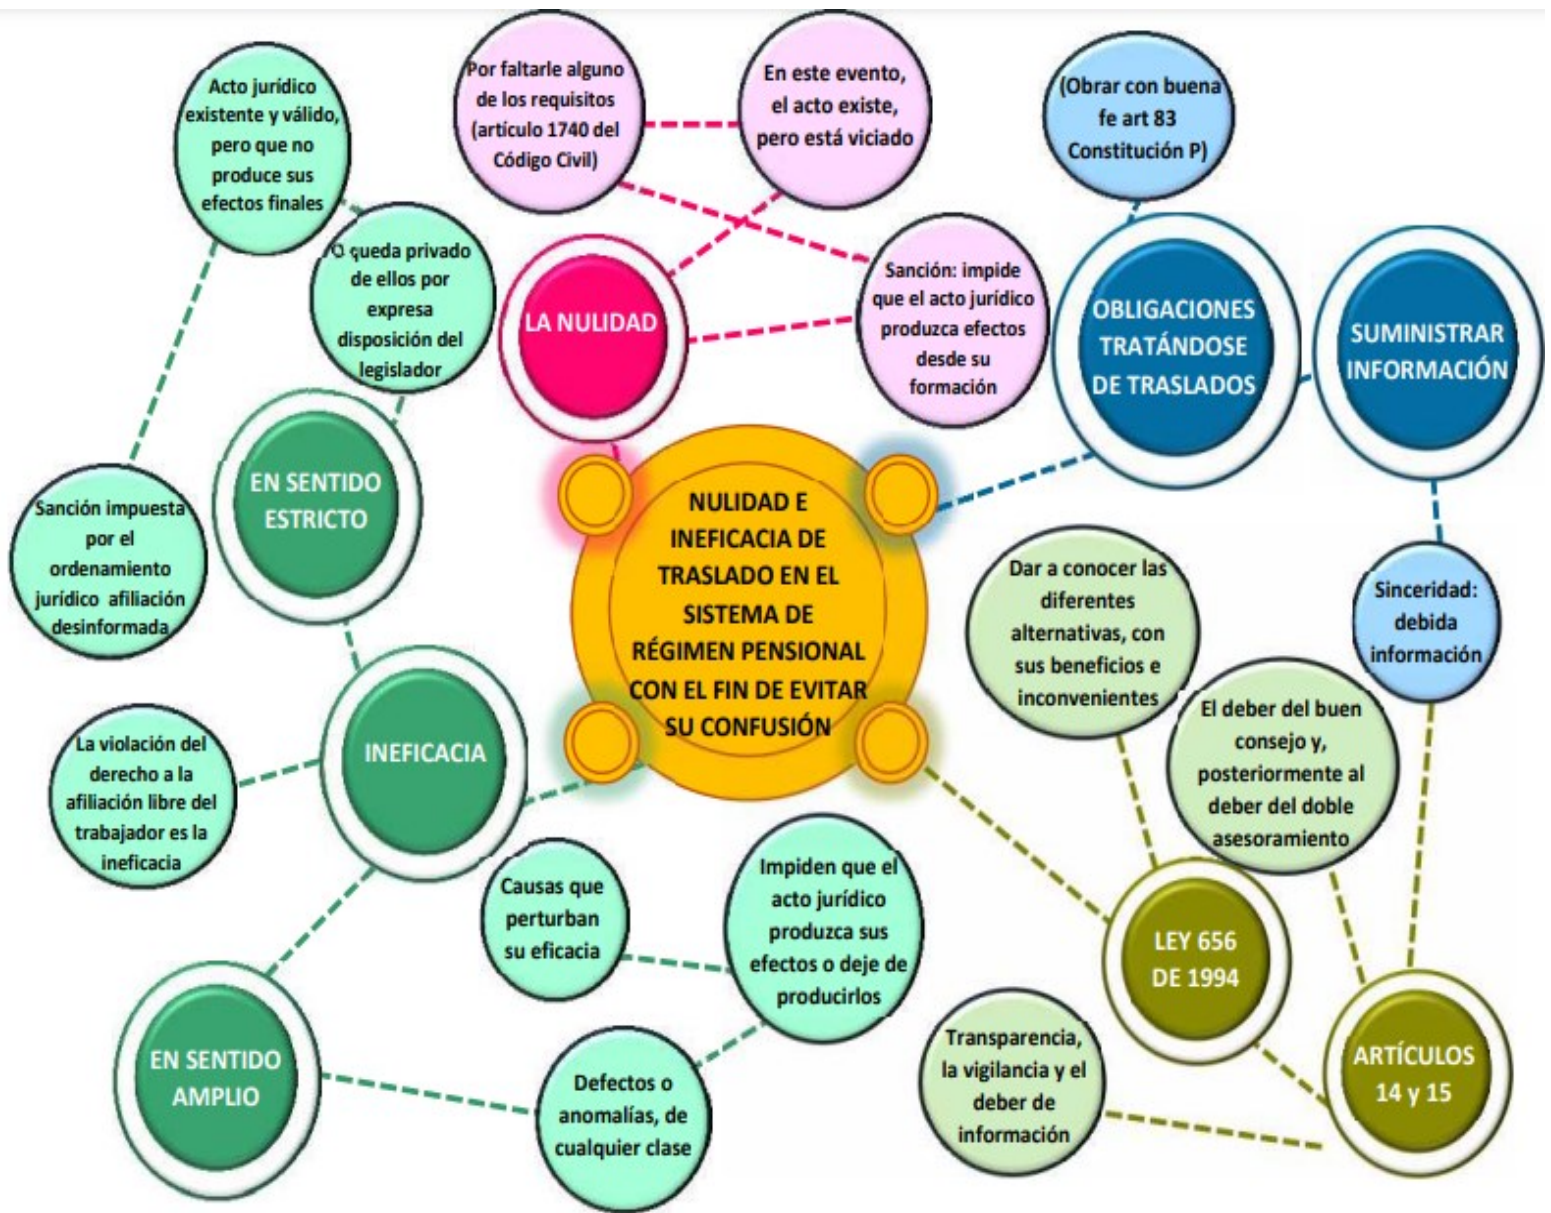 Acto jurídico
existente y válido,
pero que no
produce sus
efectos finales
O queda privado
de ellos por
expresa
disposición del
legislador
EN SENTIDO
ESTRICTO
Sanción impuesta
por el
ordenamiento
jurídico afiliación
desinformada
Por faltarle alguno
de los requisitos
(artículo 1740 del
Código Civil)
En este evento,
el acto existe,
pero está viciado
LA NULIDAD
Sanción: impide
que el acto jurídico
produzca efectos
desde su
formación
(Obrar con buena
fe art 83
Constitución P)
OBLIGACIONES
TRATÁNDOSE
DE TRASLADOS
SUMINISTRAR
INFORMACIÓN
Sinceridad:
debida
información
NULIDAD E
INEFICACIA DE
TRASLADO EN EL
SISTEMA DE
RÉGIMEN PENSIONAL
CON EL FIN DE EVITAR
SU CONFUSIÓN
INEFICACIA
La violación del
derecho a la
afiliación libre del
trabajador es la
ineficacia
EN SENTIDO
AMPLIO
Causas que
perturban
su eficacia
Impiden que el
acto jurídico
produzca sus
efectos o deje de
producirlos
Defectos o
anomalías, de
cualquier clase
Dar a conocer las
diferentes
alternativas, con
sus beneficios e
inconvenientes
El deber del buen
consejo y,
posteriormente al
deber del doble
asesoramiento
LEY 656
DE 1994
Transparencia,
la vigilancia y el
deber de
información
ARTÍCULOS
14 y 15